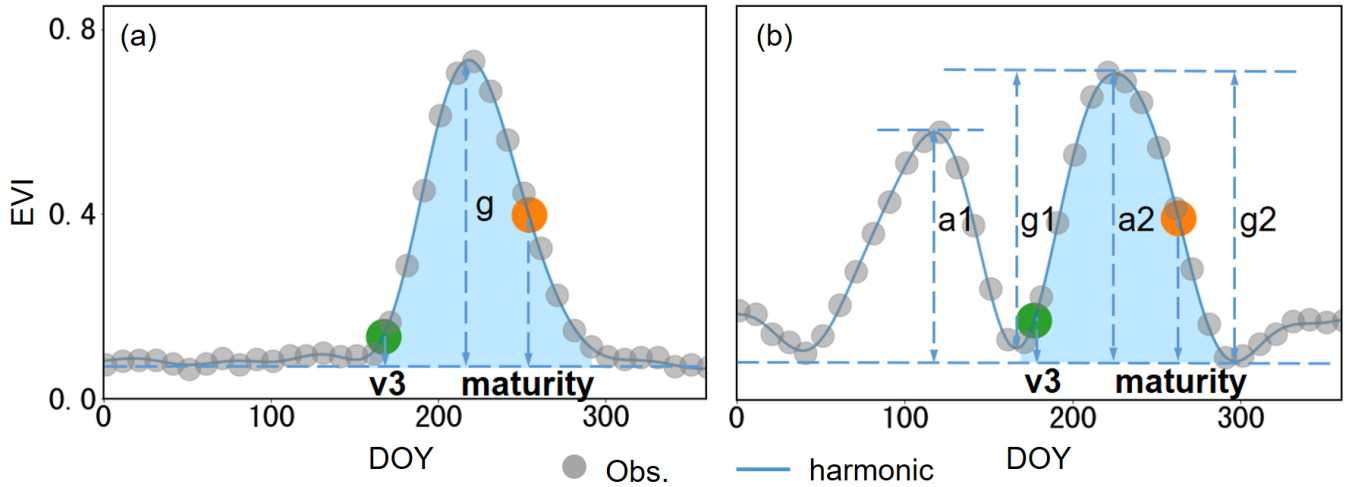 (a)
(b)
EVI
0.8
0.4
0.0
g
a1
g1
a2
g2
v3
maturity
v3
maturity
0
100
200
300
0
100
200
300
DOY
DOY
Obs.
harmonic